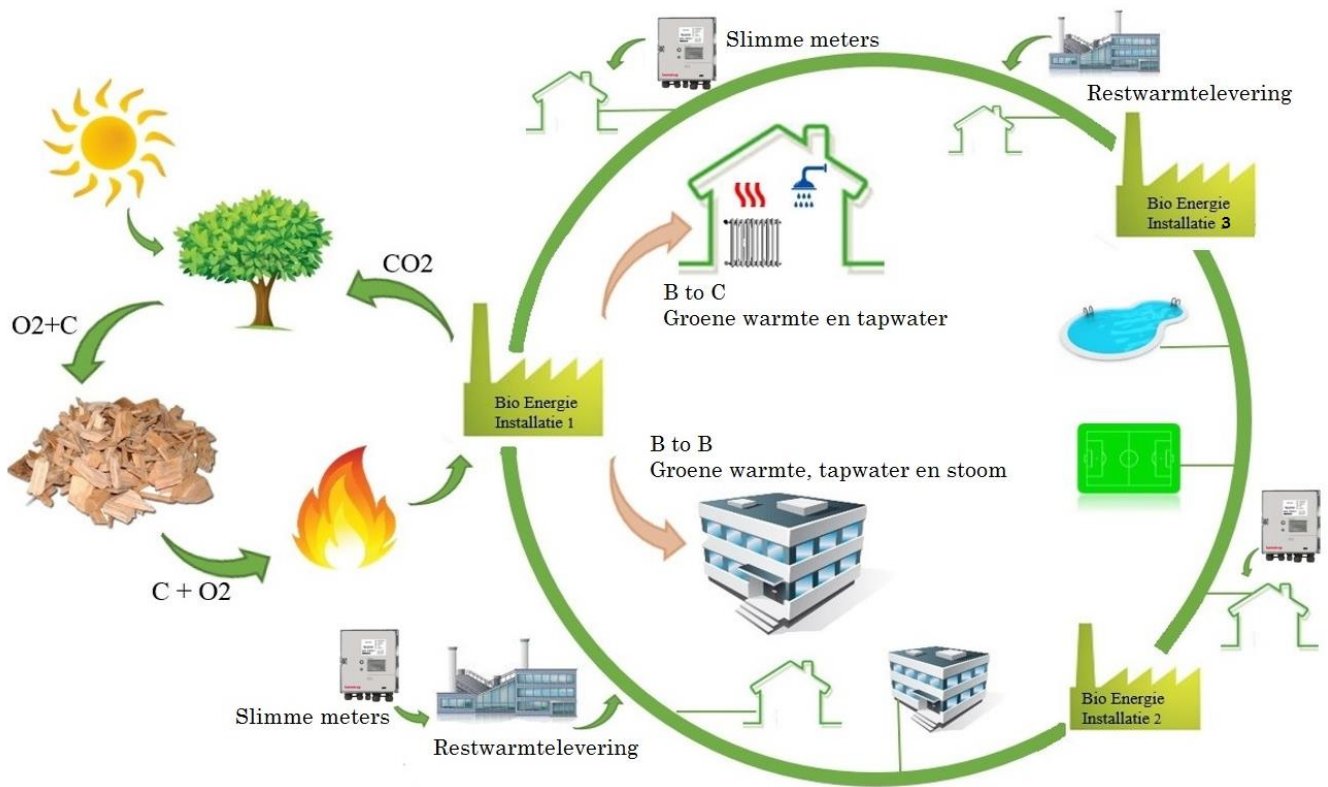 Slimme meters
Restwarmtelevering
Bio Energie
Installatie 3
CO2
O2+C
B to C
Groene warmte en tapwater
Bio Energie
Installatie 1
B to B
Groene warmte, tapwater en stoom
C + O2
Slimme meters
Restwarmtelevering
Bio Energie
Installatie 2